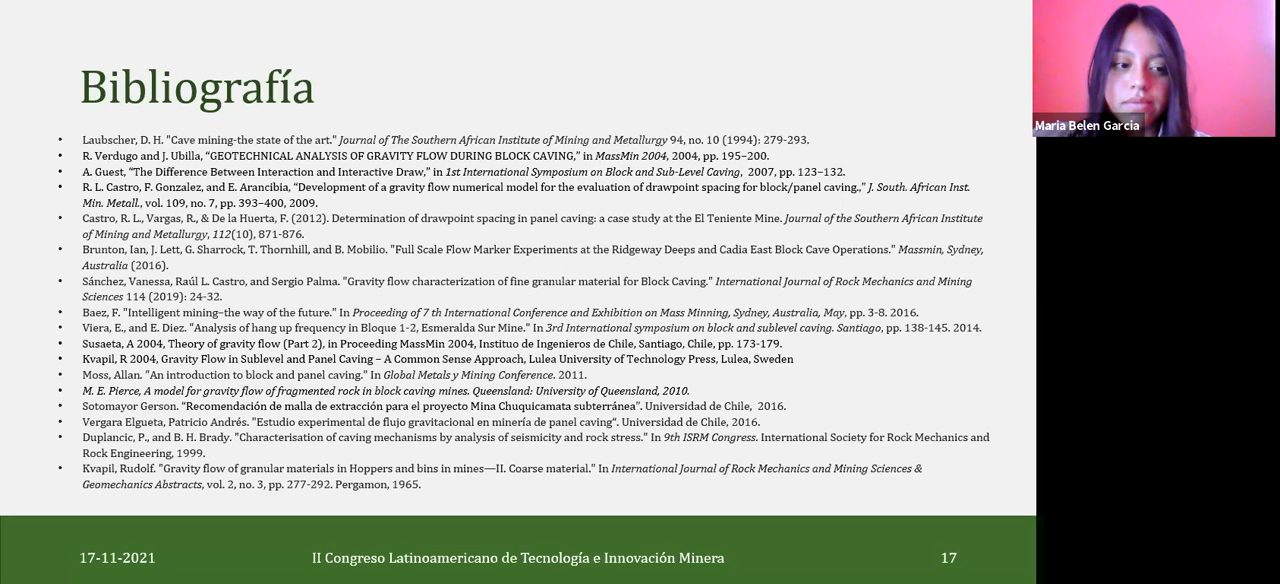 Bibliografía
• Laubscher, D. H. "Cave mining-the state of the art." Journal of The Southern African Institute of Mining and Metallurgy 94, no. 10 (1994): 279-293.
• R. Verdugo and J. Ubilla, “GEOTECHNICAL ANALYSIS OF GRAVITY FLOW DURING BLOCK CAVING,” in MassMin 2004, 2004, pp. 195–200.
• A. Guest, “The Difference Between Interaction and Interactive Draw,” in 1st International Symposium on Block and Sub-Level Caving, 2007, pp. 123–132.
• R. L. Castro, F. Gonzalez, and E. Arancibia, “Development of a gravity flow numerical model for the evaluation of drawpoint spacing for block/panel caving.,” J. South. African Inst.
Min. Metall., vol. 109, no. 7, pp. 393–400, 2009.
• Castro, R. L., Vargas, R., & De la Huerta, F. (2012). Determination of drawpoint spacing in panel caving: a case study at the El Teniente Mine. Journal of the Southern African Institute
of Mining and Metallurgy, 112(10), 871-876.
• Brunton, Ian, J. Lett, G. Sharrock, T. Thornhill, and B. Mobilio. "Full Scale Flow Marker Experiments at the Ridgeway Deeps and Cadia East Block Cave Operations." Massmin, Sydney,
Australia (2016).
• Sánchez, Vanessa, Raúl L. Castro, and Sergio Palma. "Gravity flow characterization of fine granular material for Block Caving." International Journal of Rock Mechanics and Mining
Sciences 114 (2019): 24-32.
• Baez, F. "Intelligent mining–the way of the future." In Proceeding of 7 th International Conference and Exhibition on Mass Minning, Sydney, Australia, May, pp. 3-8. 2016.
• Viera, E., and E. Diez. "Analysis of hang up frequency in Bloque 1-2, Esmeralda Sur Mine." In 3rd International symposium on block and sublevel caving. Santiago, pp. 138-145. 2014.
• Susaeta, A 2004, Theory of gravity flow (Part 2), in Proceeding MassMin 2004, Instituo de Ingenieros de Chile, Santiago, Chile, pp. 173-179.
• Kvapil, R 2004, Gravity Flow in Sublevel and Panel Caving – A Common Sense Approach, Lulea University of Technology Press, Lulea, Sweden
• Moss, Allan. "An introduction to block and panel caving." In Global Metals y Mining Conference. 2011.
• M. E. Pierce, A model for gravity flow of fragmented rock in block caving mines. Queensland: University of Queensland, 2010.
• Sotomayor Gerson. “Recomendación de malla de extracción para el proyecto Mina Chuquicamata subterránea”. Universidad de Chile, 2016.
• Vergara Elgueta, Patricio Andrés. "Estudio experimental de flujo gravitacional en minería de panel caving“. Universidad de Chile, 2016.
• Duplancic, P., and B. H. Brady. "Characterisation of caving mechanisms by analysis of seismicity and rock stress." In 9th ISRM Congress. International Society for Rock Mechanics and
Rock Engineering, 1999.
• Kvapil, Rudolf. "Gravity flow of granular materials in Hoppers and bins in mines—II. Coarse material." In International Journal of Rock Mechanics and Mining Sciences &
Geomechanics Abstracts, vol. 2, no. 3, pp. 277-292. Pergamon, 1965.
17-11-2021
II Congreso Latinoamericano de Tecnología e Innovación Minera
17
Maria Belen Garcia